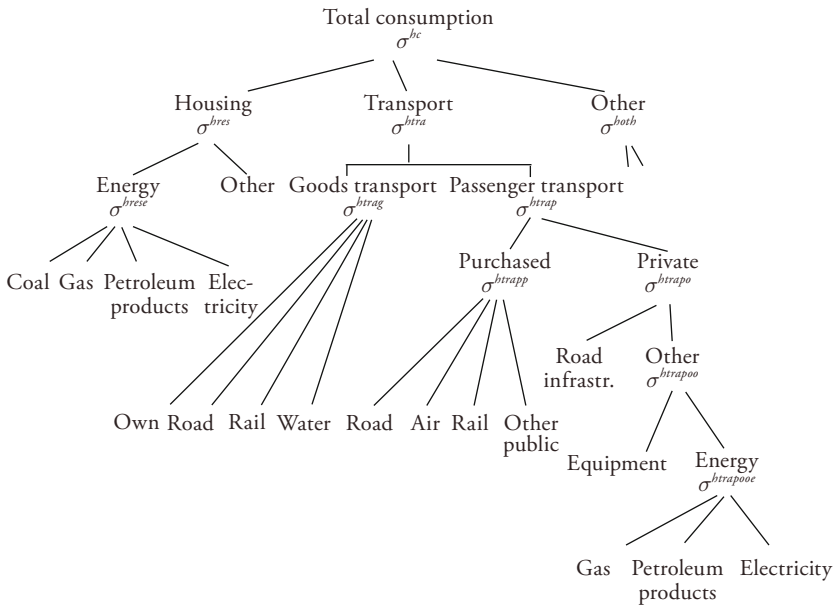 Total consumption
σ^hc
Housing Transport Other
σ^hres σ^htra σ^hoth
Energy Other Goods transport Passenger transport
σ^hrese σ^htrag σ^htrap
Purchased Private
σ^htrapp σ^htrapo
Coal Gas Petroleum Elec-
products tricity
Road Other
infrastr. σ^htrapoo
Own Road Rail Water Road Air Rail Other
public
Equipment Energy
σ^htrapooe
Gas Petroleum Electricity
products